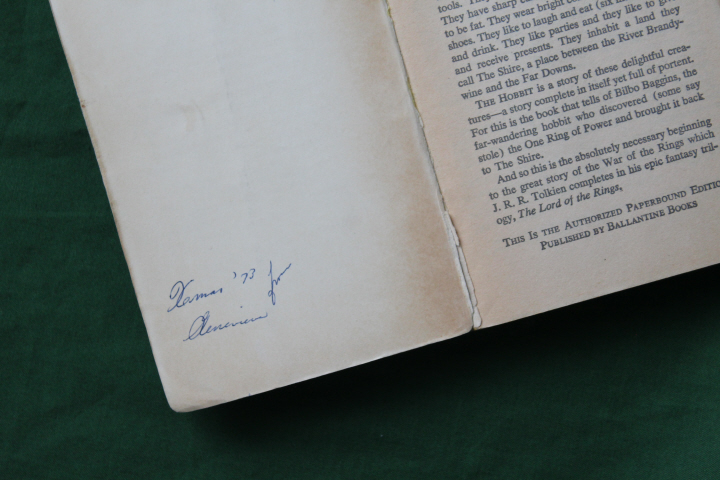 Xmas '73 for
Genevieve
tools. They
They have sharp
to be fat. They wear bright
shoes. They like to laugh and eat (six
and drink. They like parties and they like to
and receive presents. They inhabit a land they
call The Shire, a place between the River Brandy-
wine and the Far Downs.
THE HOBBIT is a story of these delightful crea-
tures—a story complete in itself yet full of portent.
For this is the book that tells of Bilbo Baggins, the
far-wandering hobbit who discovered (some say
stole) the One Ring of Power and brought it back
to The Shire.
And so this is the absolutely necessary beginning
to the great story of the War of the Rings which
J. R. R. Tolkien completes in his epic fantasy tril-
ogy, The Lord of the Rings.
THIS IS THE AUTHORIZED PAPERBOUND EDITIO
PUBLISHED BY BALLANTINE BOOKS